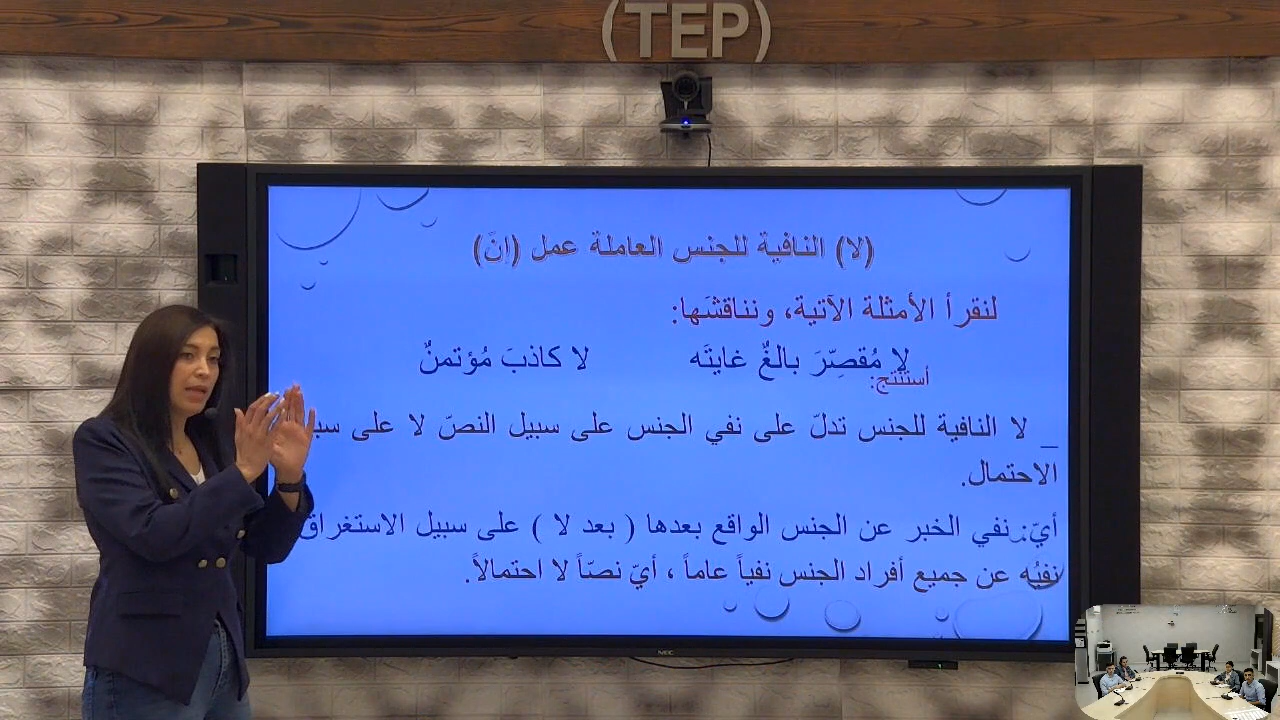 (TEP)
(لا) النافية للجنس العاملة عمل (انّ)
لنقرأ الأمثلة الآتية، ونناقشَها:
لا مُقصِّرَ بالغٌ غايتَه لا كاذبَ مُؤتمنٌ
أستنتج:
_ لا النافية للجنس تدلّ على نفي الجنس على سبيل النصّ لا على
الاحتمال.
أيّ: نفي الخبر عن الجنس الواقع بعدها ( بعد لا ) على سبيل الاستغراق
نفيُه عن جميع أفراد الجنس نفياً عاماً ، أيّ نصّاً لا احتمالاً.
NEC